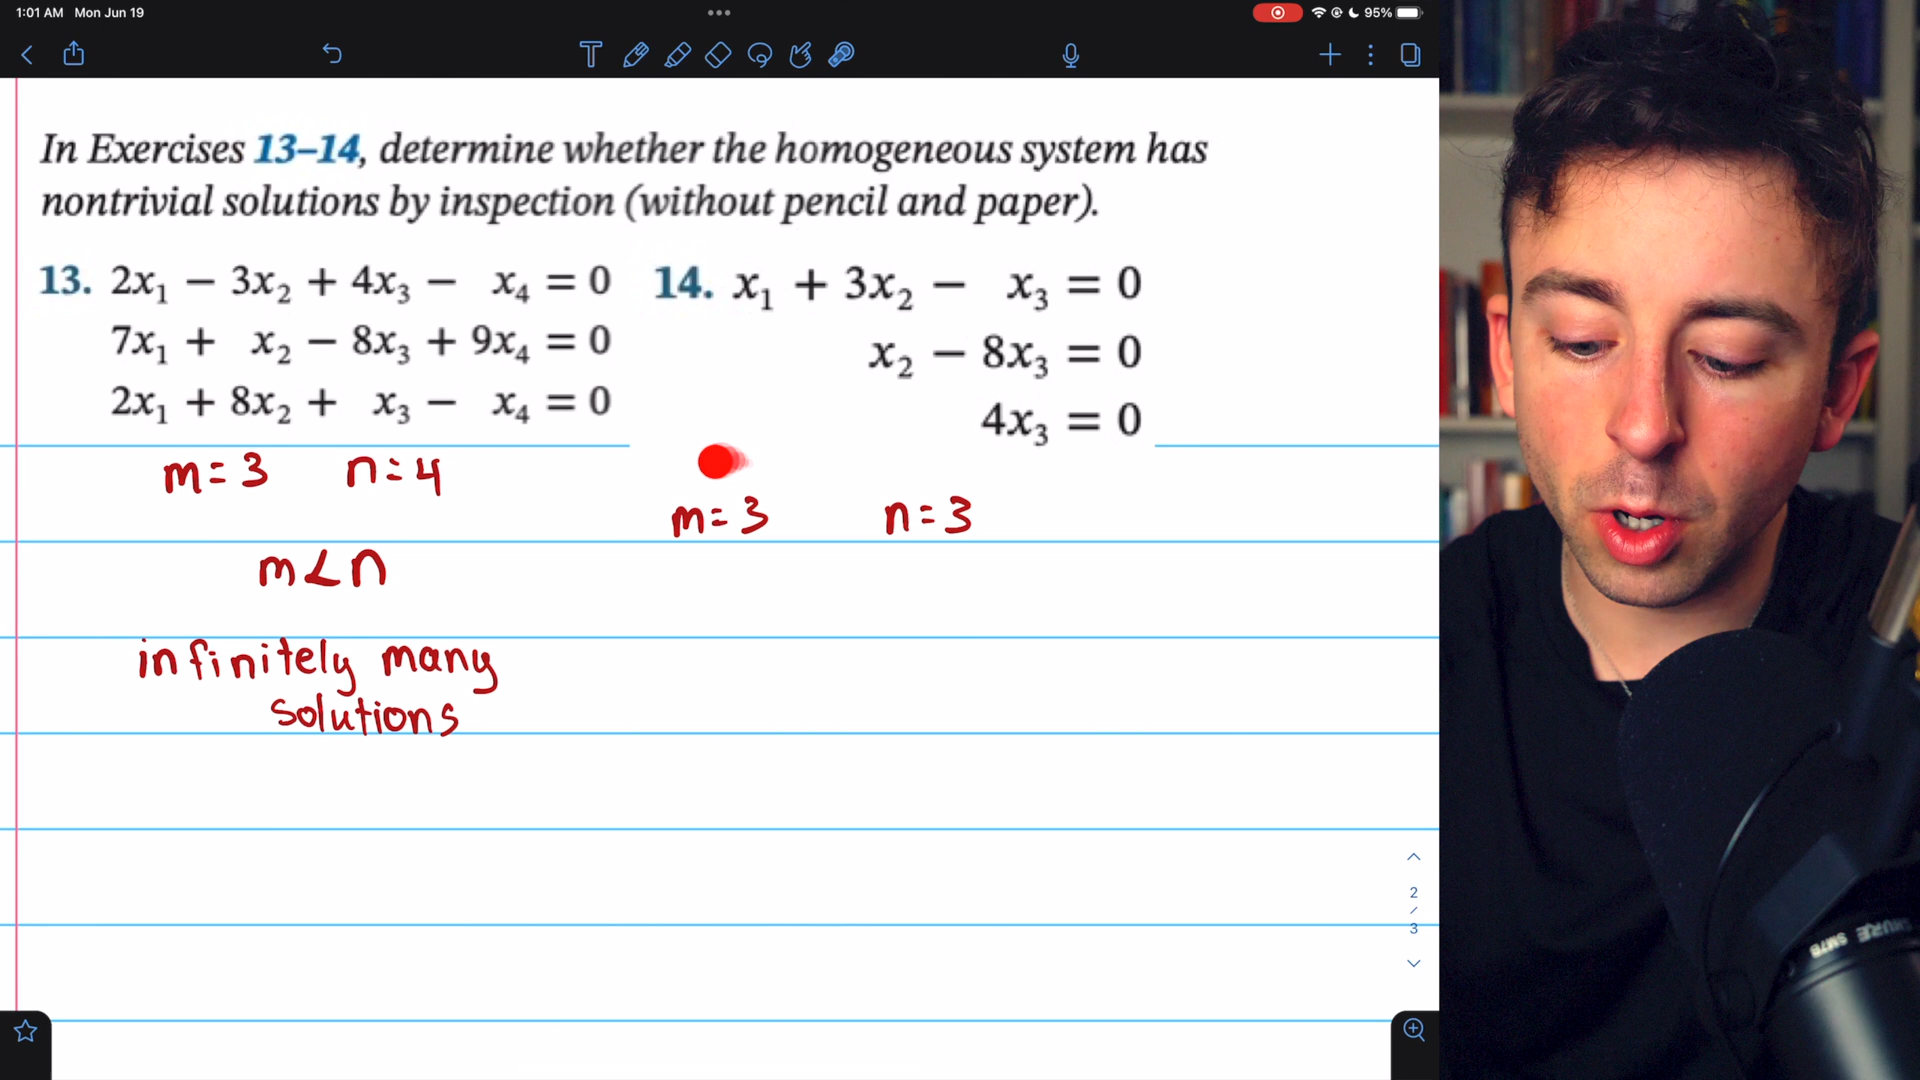 1:01 AM Mon Jun 19
95%
In Exercises 13–14, determine whether the homogeneous system has
nontrivial solutions by inspection (without pencil and paper).
13. 2x₁ − 3x₂ + 4x₃ − x₄ = 0
7x₁ + x₂ − 8x₃ + 9x₄ = 0
2x₁ + 8x₂ + x₃ − x₄ = 0
14. x₁ + 3x₂ − x₃ = 0
x₂ − 8x₃ = 0
4x₃ = 0
m=3 n=4
m<n
infinitely many
solutions
m=3 n=3
2
/
3
SHURE SM7B